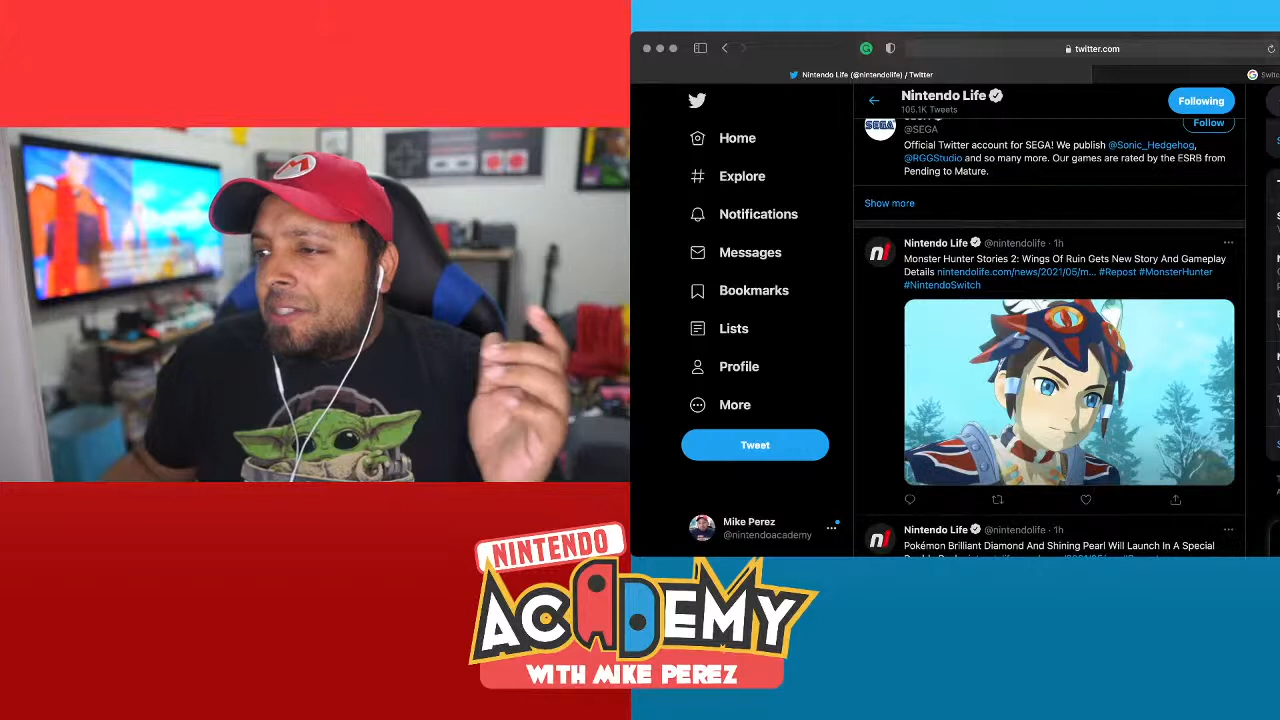 M
twitter.com
Nintendo Life (@nintendolife) / Twitter
Nintendo Life
105.1K Tweets
Following
Home
Explore
Notifications
Messages
Bookmarks
Lists
Profile
More
Tweet
Mike Perez
@nintendoacademy
SEGA
@SEGA
Follow
Official Twitter account for SEGA! We publish @Sonic_Hedgehog,
@RGGStudio and so many more. Our games are rated by the ESRB from
Pending to Mature.
Show more
Nintendo Life @nintendolife · 1h
Monster Hunter Stories 2: Wings Of Ruin Gets New Story And Gameplay
Details nintendolife.com/news/2021/05/m... #Repost #MonsterHunter
#NintendoSwitch
Nintendo Life @nintendolife · 1h
Pokémon Brilliant Diamond And Shining Pearl Will Launch In A Special
NINTENDO
ACADEMY
WITH MIKE PEREZ